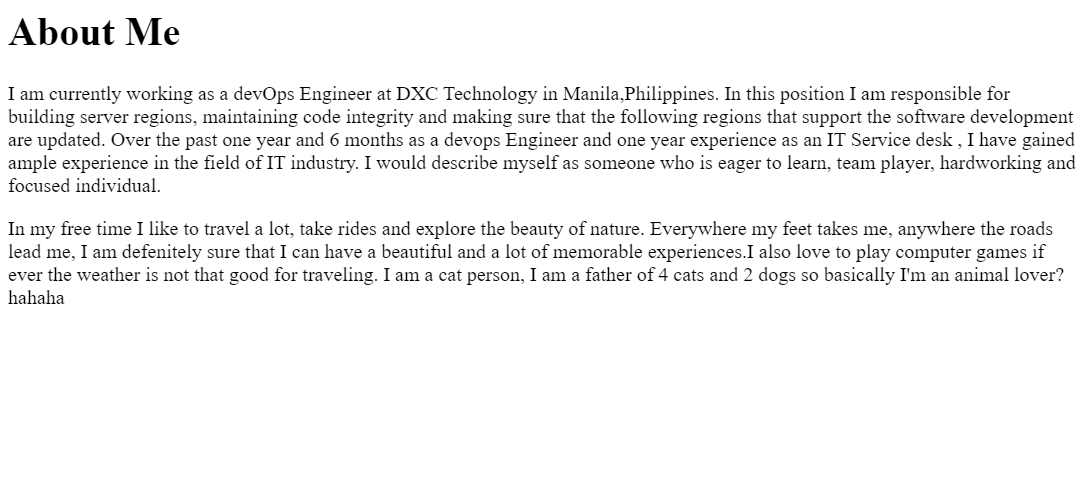 About Me
I am currently working as a devOps Engineer at DXC Technology in Manila,Philippines. In this position I am responsible for
building server regions, maintaining code integrity and making sure that the following regions that support the software development
are updated. Over the past one year and 6 months as a devops Engineer and one year experience as an IT Service desk , I have gained
ample experience in the field of IT industry. I would describe myself as someone who is eager to learn, team player, hardworking and
focused individual.
In my free time I like to travel a lot, take rides and explore the beauty of nature. Everywhere my feet takes me, anywhere the roads
lead me, I am defenitely sure that I can have a beautiful and a lot of memorable experiences.I also love to play computer games if
ever the weather is not that good for traveling. I am a cat person, I am a father of 4 cats and 2 dogs so basically I'm an animal lover?
hahaha